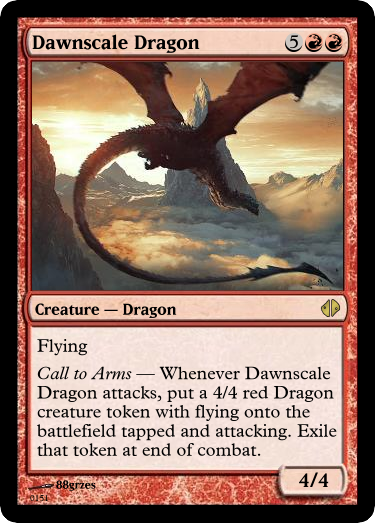 Dawnscale Dragon 5
Creature — Dragon
Flying
Call to Arms — Whenever Dawnscale
Dragon attacks, put a 4/4 red Dragon
creature token with flying onto the
battlefield tapped and attacking. Exile
that token at end of combat.
88grzes
4/4